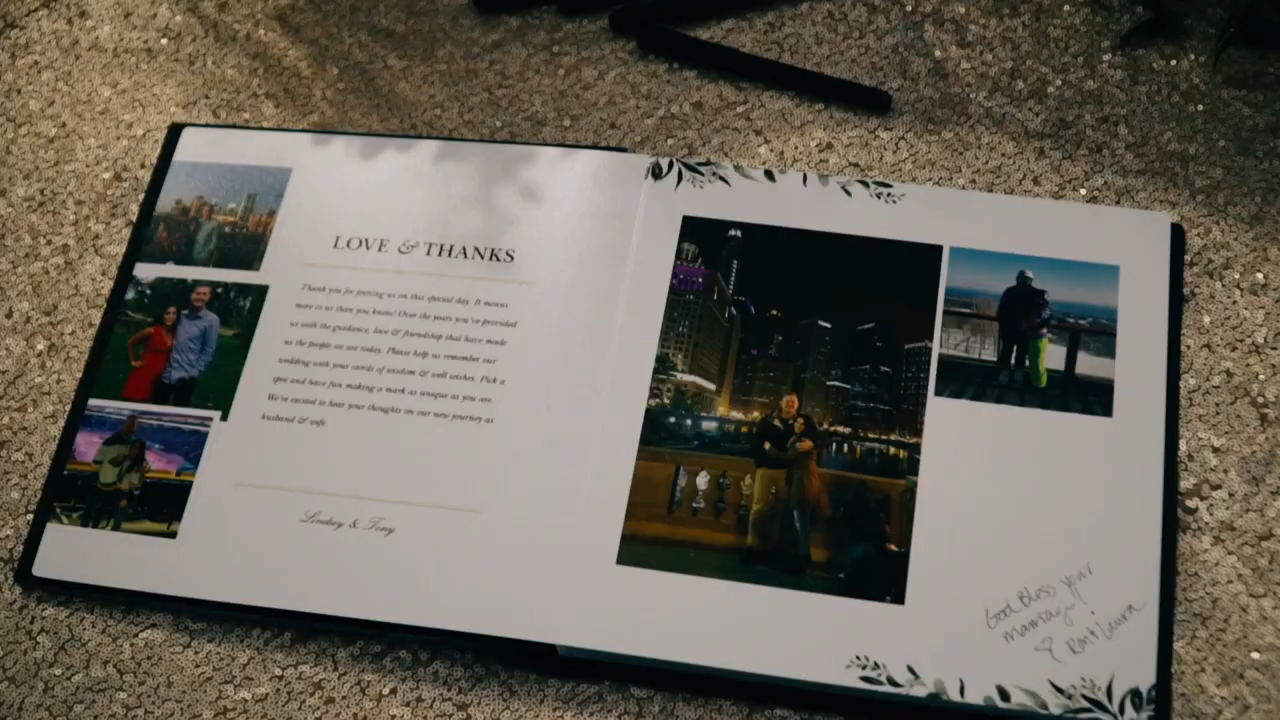 LOVE & THANKS
Thank you for joining us on this special day. It means
more to us than you know! Over the years you've provided
us with the guidance, love & friendship that have made
us the people we are today. Please help us remember our
wedding with your words of wisdom & well wishes. Pick a
spot and have fun making a mark as unique as you are.
We're excited to hear your thoughts on our new journey as
husband & wife.
Lindsey & Tony
God Bless your
marriage!
Laura